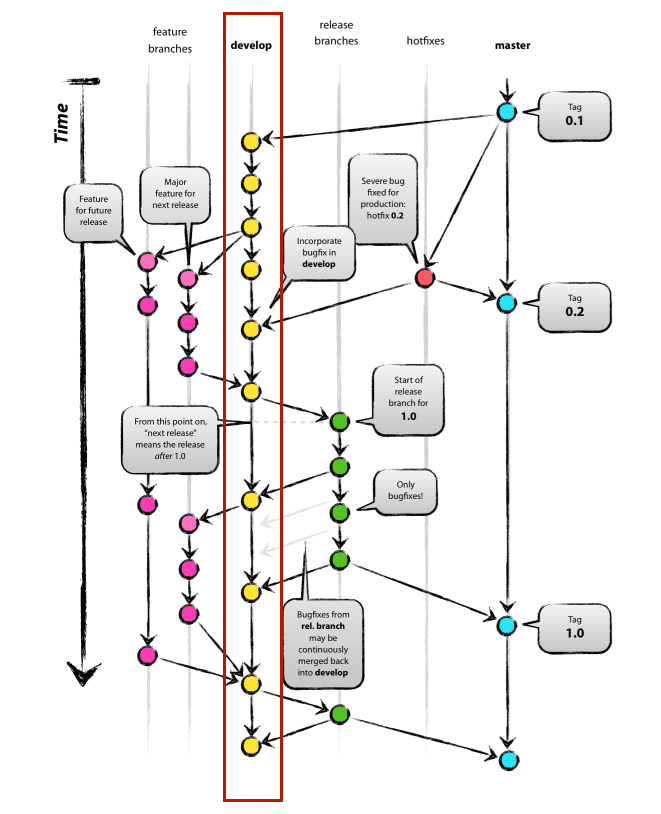 feature
branches
develop
release
branches
hotfixes
master
Time
Tag
0.1
Feature
for future
release
Major
feature for
next release
Severe bug
fixed for
production:
hotfix 0.2
Incorporate
bugfix in
develop
Tag
0.2
Start of
release
branch for
1.0
From this point on,
“next release”
means the release
after 1.0
Only
bugfixes!
Bugfixes from
rel. branch
may be
continuously
merged back
into develop
Tag
1.0